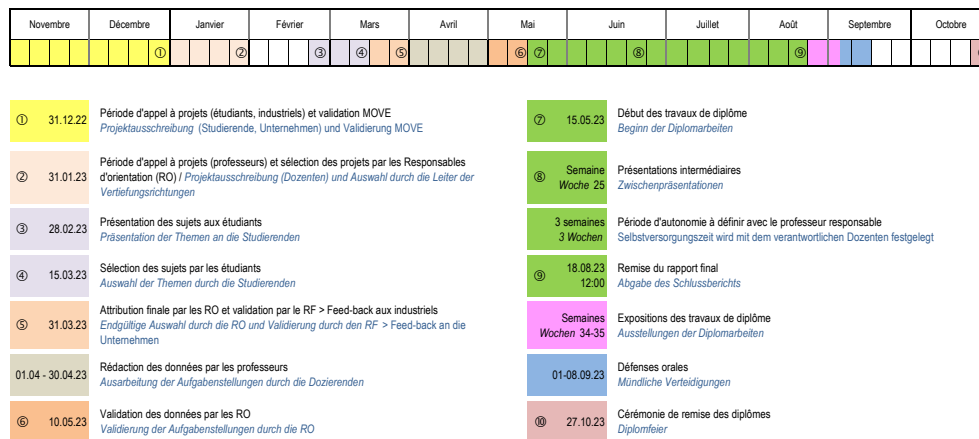 Novembre Décembre Janvier Février Mars Avril Mai Juin Juillet Août Septembre Octobre
① ② ③ ④ ⑤ ⑥ ⑦ ⑧ ⑨
① 31.12.22 Période d'appel à projets (étudiants, industriels) et validation MOVE
Projektausschreibung (Studierende, Unternehmen) und Validierung MOVE
② 31.01.23 Période d'appel à projets (professeurs) et sélection des projets par les Responsables
d'orientation (RO) / Projektausschreibung (Dozenten) und Auswahl durch die Leiter der
Vertiefungsrichtungen
③ 28.02.23 Présentation des sujets aux étudiants
Präsentation der Themen an die Studierenden
④ 15.03.23 Sélection des sujets par les étudiants
Auswahl der Themen durch die Studierenden
⑤ 31.03.23 Attribution finale par les RO et validation par le RF > Feed-back aux industriels
Endgültige Auswahl durch die RO und Validierung durch den RF > Feed-back an die
Unternehmen
01.04 - 30.04.23 Rédaction des données par les professeurs
Ausarbeitung der Aufgabenstellungen durch die Dozierenden
⑥ 10.05.23 Validation des données par les RO
Validierung der Aufgabenstellungen durch die RO
⑦ 15.05.23 Début des travaux de diplôme
Beginn der Diplomarbeiten
⑧ Semaine Présentations intermédiaires
Woche 25 Zwischenpräsentationen
3 semaines Période d'autonomie à définir avec le professeur responsable
3 Wochen Selbstversorgungszeit wird mit dem verantwortlichen Dozenten festgelegt
⑨ 18.08.23 Remise du rapport final
12:00 Abgabe des Schlussberichts
Semaines Expositions des travaux de diplôme
Wochen 34-35 Ausstellungen der Diplomarbeiten
01-08.09.23 Défenses orales
Mündliche Verteidigungen
⑩ 27.10.23 Cérémonie de remise des diplômes
Diplomfeier